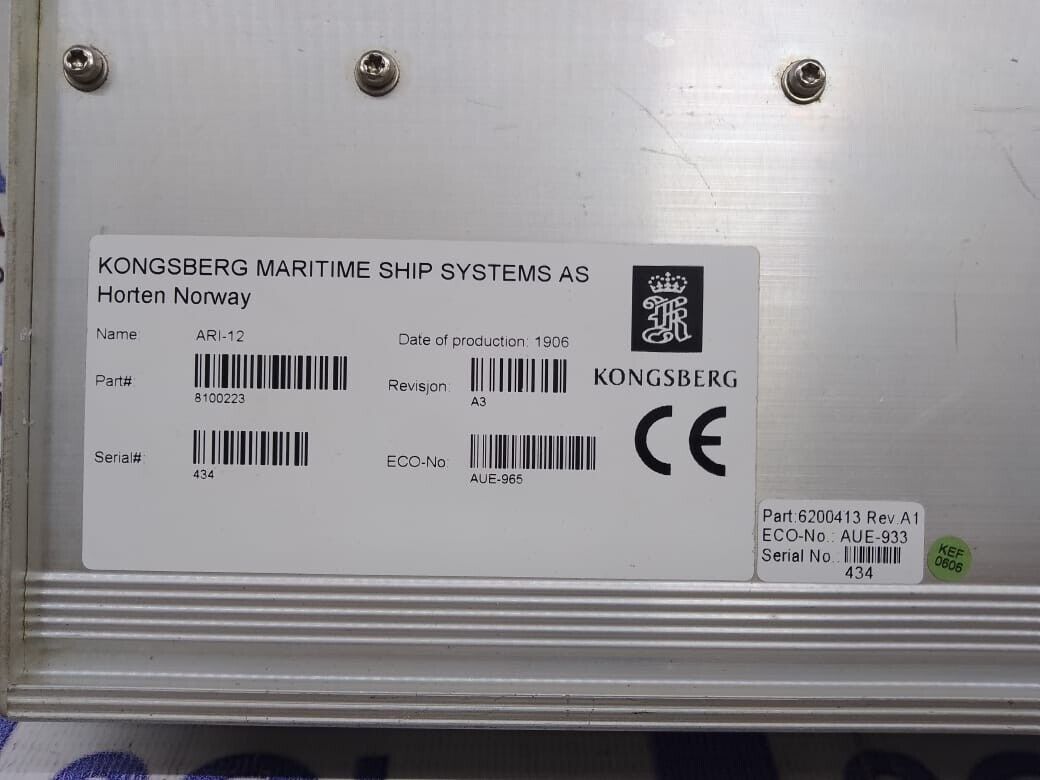 KONGSBERG MARITIME SHIP SYSTEMS AS
Horten Norway
Name: ARI-12
Date of production: 1906
Part#:
8100223
Revisjon:
A3
KONGSBERG
Serial#:
434
ECO-No:
AUE-965
CE
Part:6200413 Rev.A1
ECO-No.: AUE-933
Serial No.:
434
KEF
0606